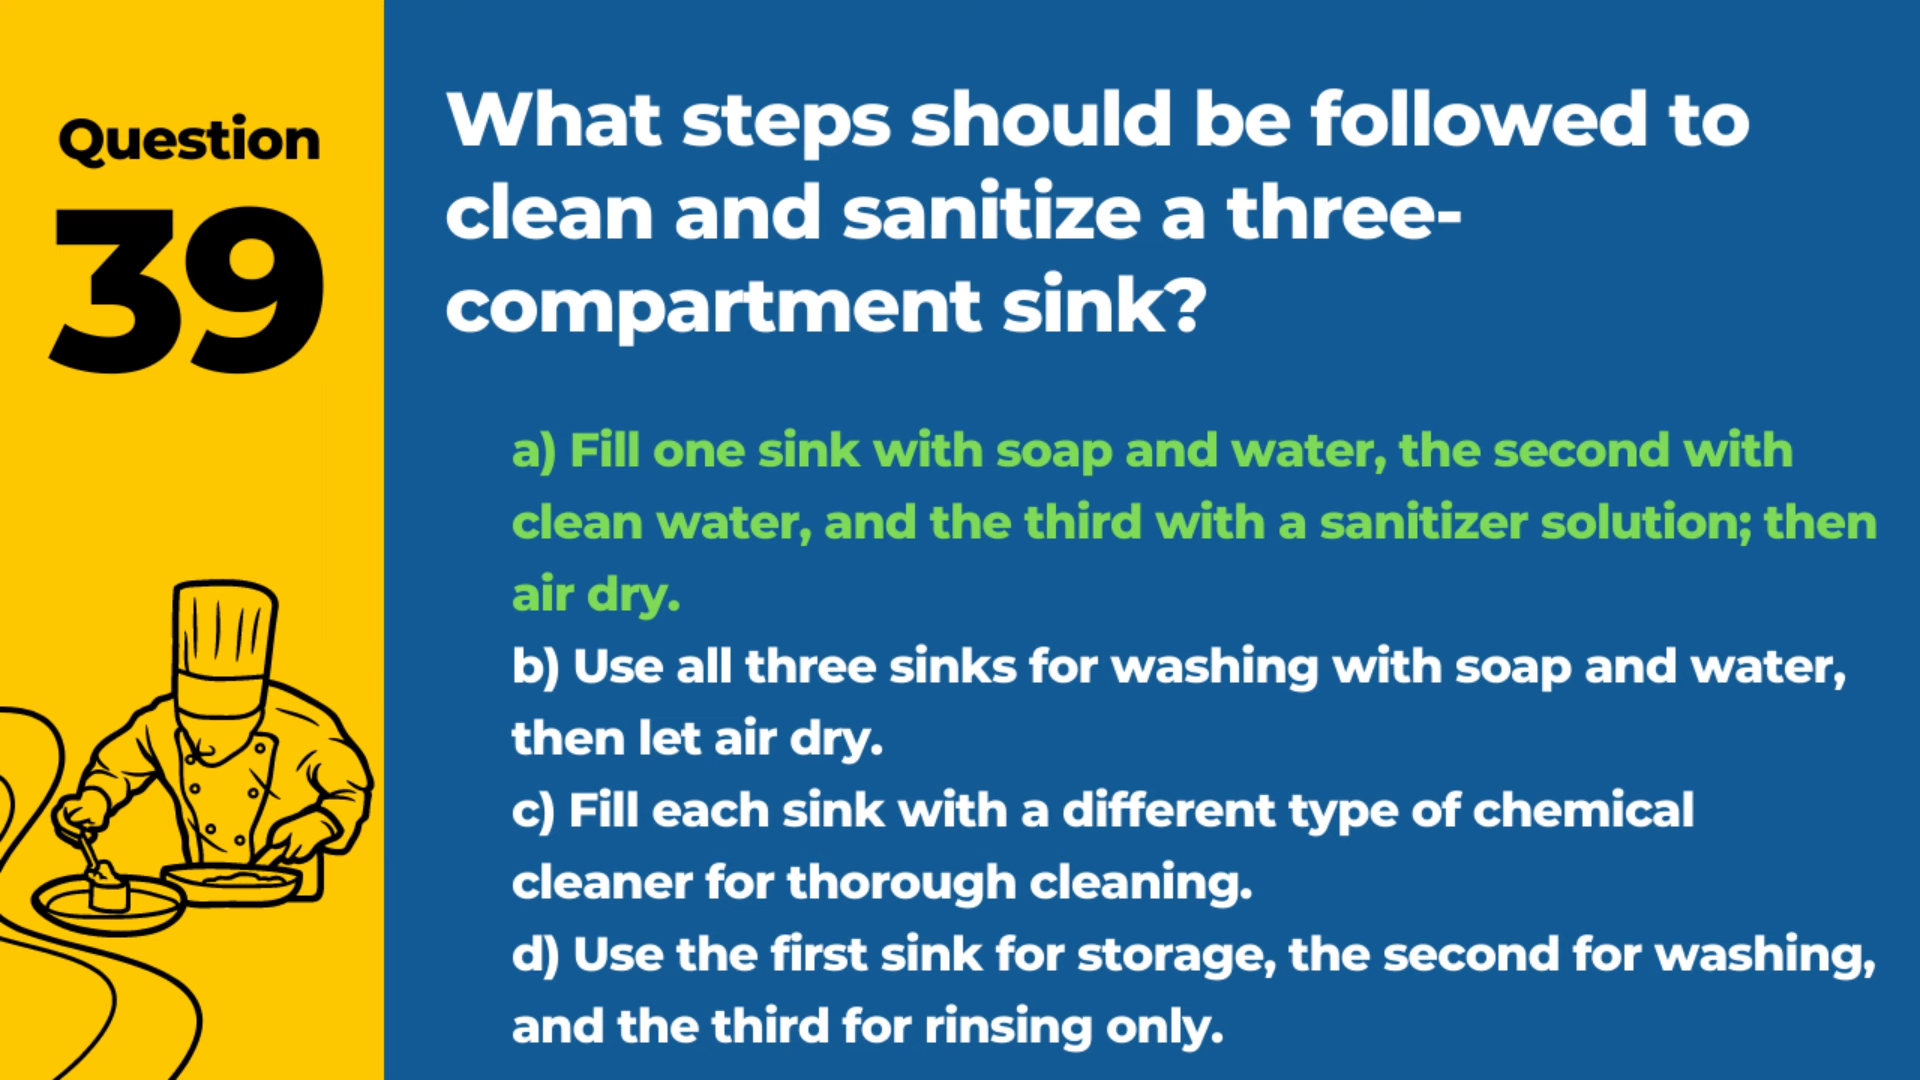 Question
39
What steps should be followed to
clean and sanitize a three-
compartment sink?
a) Fill one sink with soap and water, the second with
clean water, and the third with a sanitizer solution; then
air dry.
b) Use all three sinks for washing with soap and water,
then let air dry.
c) Fill each sink with a different type of chemical
cleaner for thorough cleaning.
d) Use the first sink for storage, the second for washing,
and the third for rinsing only.